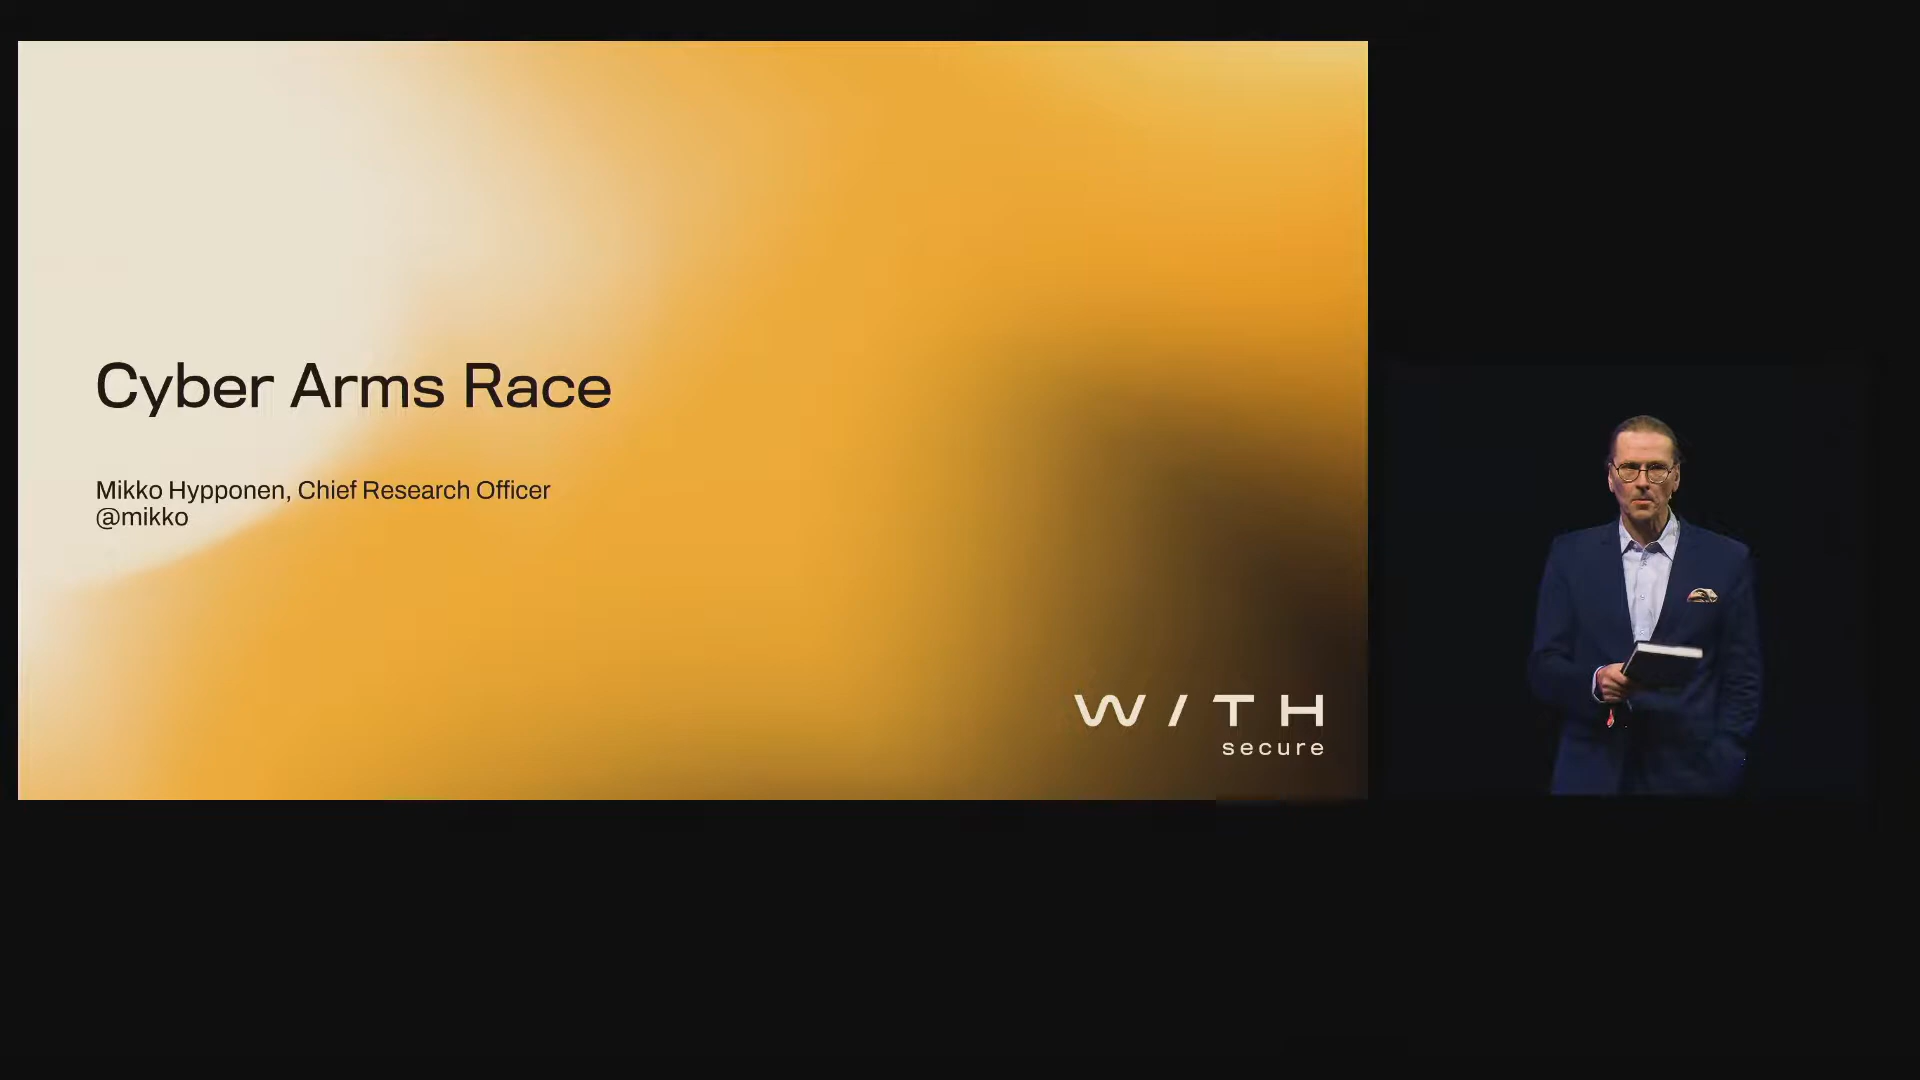 Cyber Arms Race
Mikko Hypponen, Chief Research Officer
@mikko
W/TH
secure